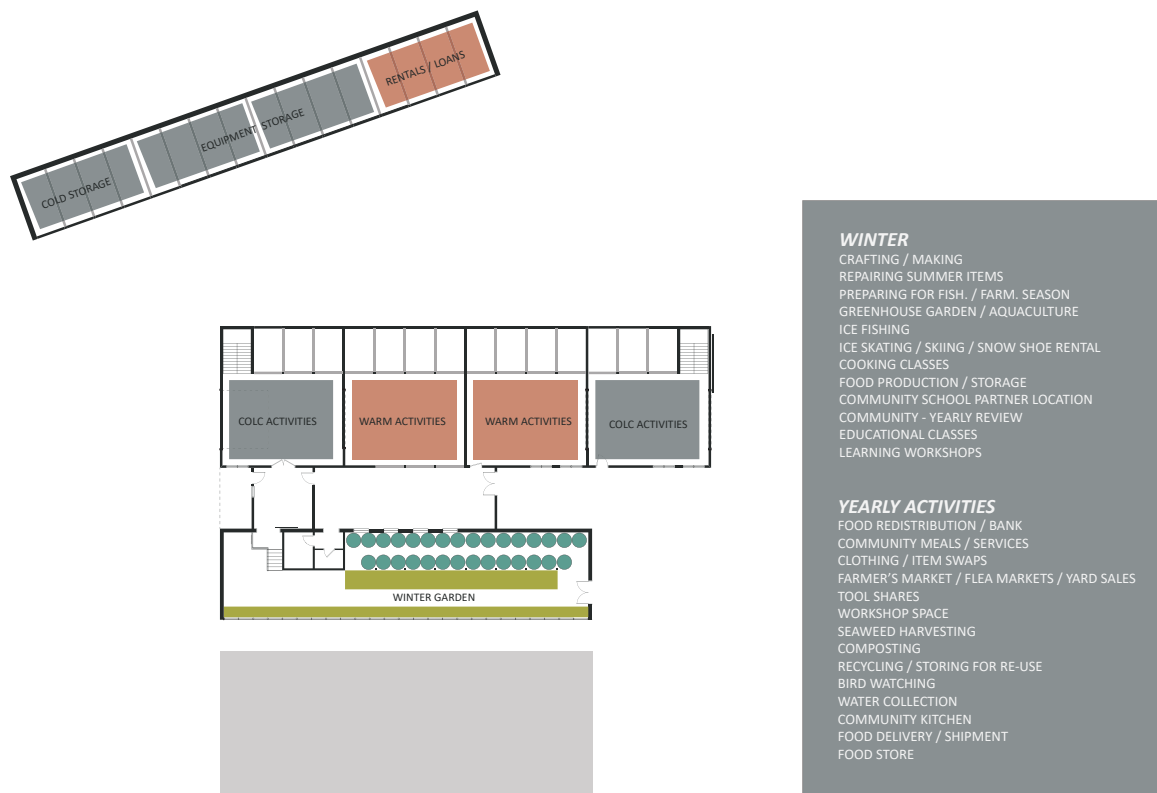 RENTALS / LOANS
EQUIPMENT STORAGE
COLD STORAGE
COLC ACTIVITIES
WARM ACTIVITIES
WARM ACTIVITIES
COLC ACTIVITIES
WINTER GARDEN
WINTER
CRAFTING / MAKING
REPAIRING SUMMER ITEMS
PREPARING FOR FISH. / FARM. SEASON
GREENHOUSE GARDEN / AQUACULTURE
ICE FISHING
ICE SKATING / SKIING / SNOW SHOE RENTAL
COOKING CLASSES
FOOD PRODUCTION / STORAGE
COMMUNITY SCHOOL PARTNER LOCATION
COMMUNITY - YEARLY REVIEW
EDUCATIONAL CLASSES
LEARNING WORKSHOPS
YEARLY ACTIVITIES
FOOD REDISTRIBUTION / BANK
COMMUNITY MEALS / SERVICES
CLOTHING / ITEM SWAPS
FARMER'S MARKET / FLEA MARKETS / YARD SALES
TOOL SHARES
WORKSHOP SPACE
SEAWEED HARVESTING
COMPOSTING
RECYCLING / STORING FOR RE-USE
BIRD WATCHING
WATER COLLECTION
COMMUNITY KITCHEN
FOOD DELIVERY / SHIPMENT
FOOD STORE